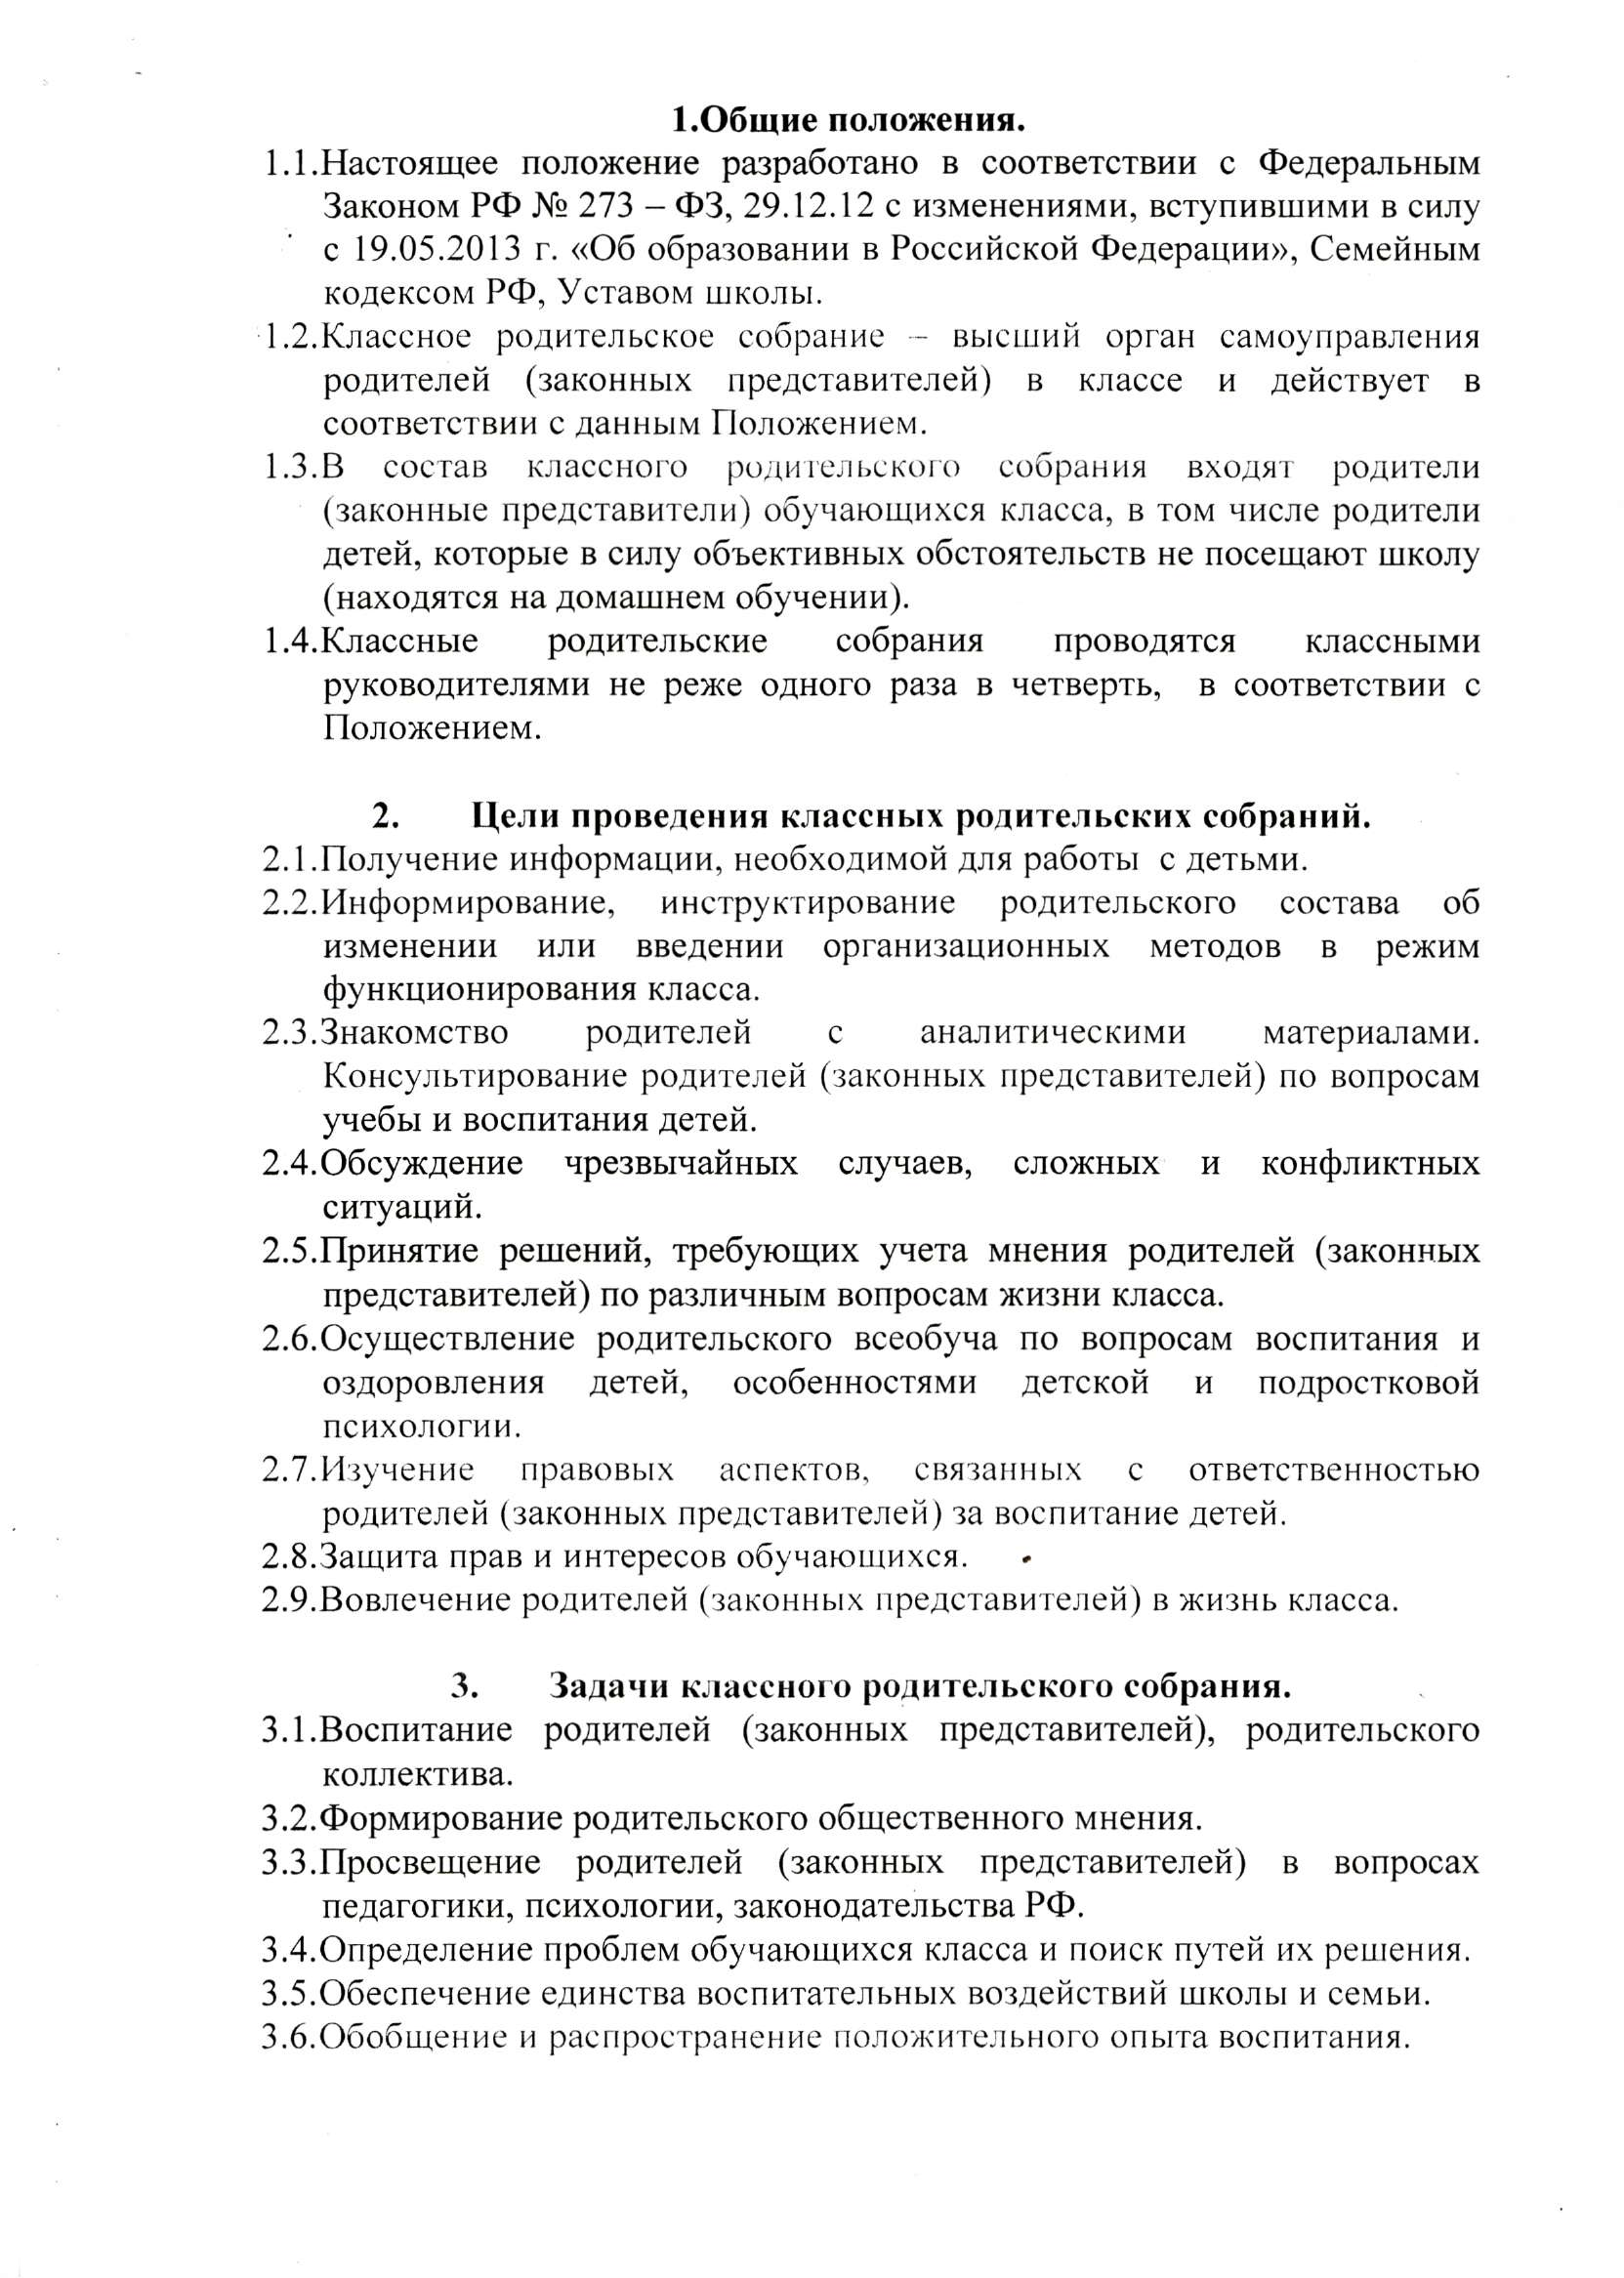 1.Общие положения.
1.1.Настоящее положение разработано в соответствии с Федеральным
Законом РФ № 273 – ФЗ, 29.12.12 с изменениями, вступившими в силу
с 19.05.2013 г. «Об образовании в Российской Федерации», Семейным
кодексом РФ, Уставом школы.
1.2.Классное родительское собрание – высший орган самоуправления
родителей (законных представителей) в классе и действует в
соответствии с данным Положением.
1.3.В состав классного родительского собрания входят родители
(законные представители) обучающихся класса, в том числе родители
детей, которые в силу объективных обстоятельств не посещают школу
(находятся на домашнем обучении).
1.4.Классные родительские собрания проводятся классными
руководителями не реже одного раза в четверть, в соответствии с
Положением.
2. Цели проведения классных родительских собраний.
2.1.Получение информации, необходимой для работы с детьми.
2.2.Информирование, инструктирование родительского состава об
изменении или введении организационных методов в режим
функционирования класса.
2.3.Знакомство родителей с аналитическими материалами.
Консультирование родителей (законных представителей) по вопросам
учебы и воспитания детей.
2.4.Обсуждение чрезвычайных случаев, сложных и конфликтных
ситуаций.
2.5.Принятие решений, требующих учета мнения родителей (законных
представителей) по различным вопросам жизни класса.
2.6.Осуществление родительского всеобуча по вопросам воспитания и
оздоровления детей, особенностями детской и подростковой
психологии.
2.7.Изучение правовых аспектов, связанных с ответственностью
родителей (законных представителей) за воспитание детей.
2.8.Защита прав и интересов обучающихся.
2.9.Вовлечение родителей (законных представителей) в жизнь класса.
3. Задачи классного родительского собрания.
3.1.Воспитание родителей (законных представителей), родительского
коллектива.
3.2.Формирование родительского общественного мнения.
3.3.Просвещение родителей (законных представителей) в вопросах
педагогики, психологии, законодательства РФ.
3.4.Определение проблем обучающихся класса и поиск путей их решения.
3.5.Обеспечение единства воспитательных воздействий школы и семьи.
3.6.Обобщение и распространение положительного опыта воспитания.